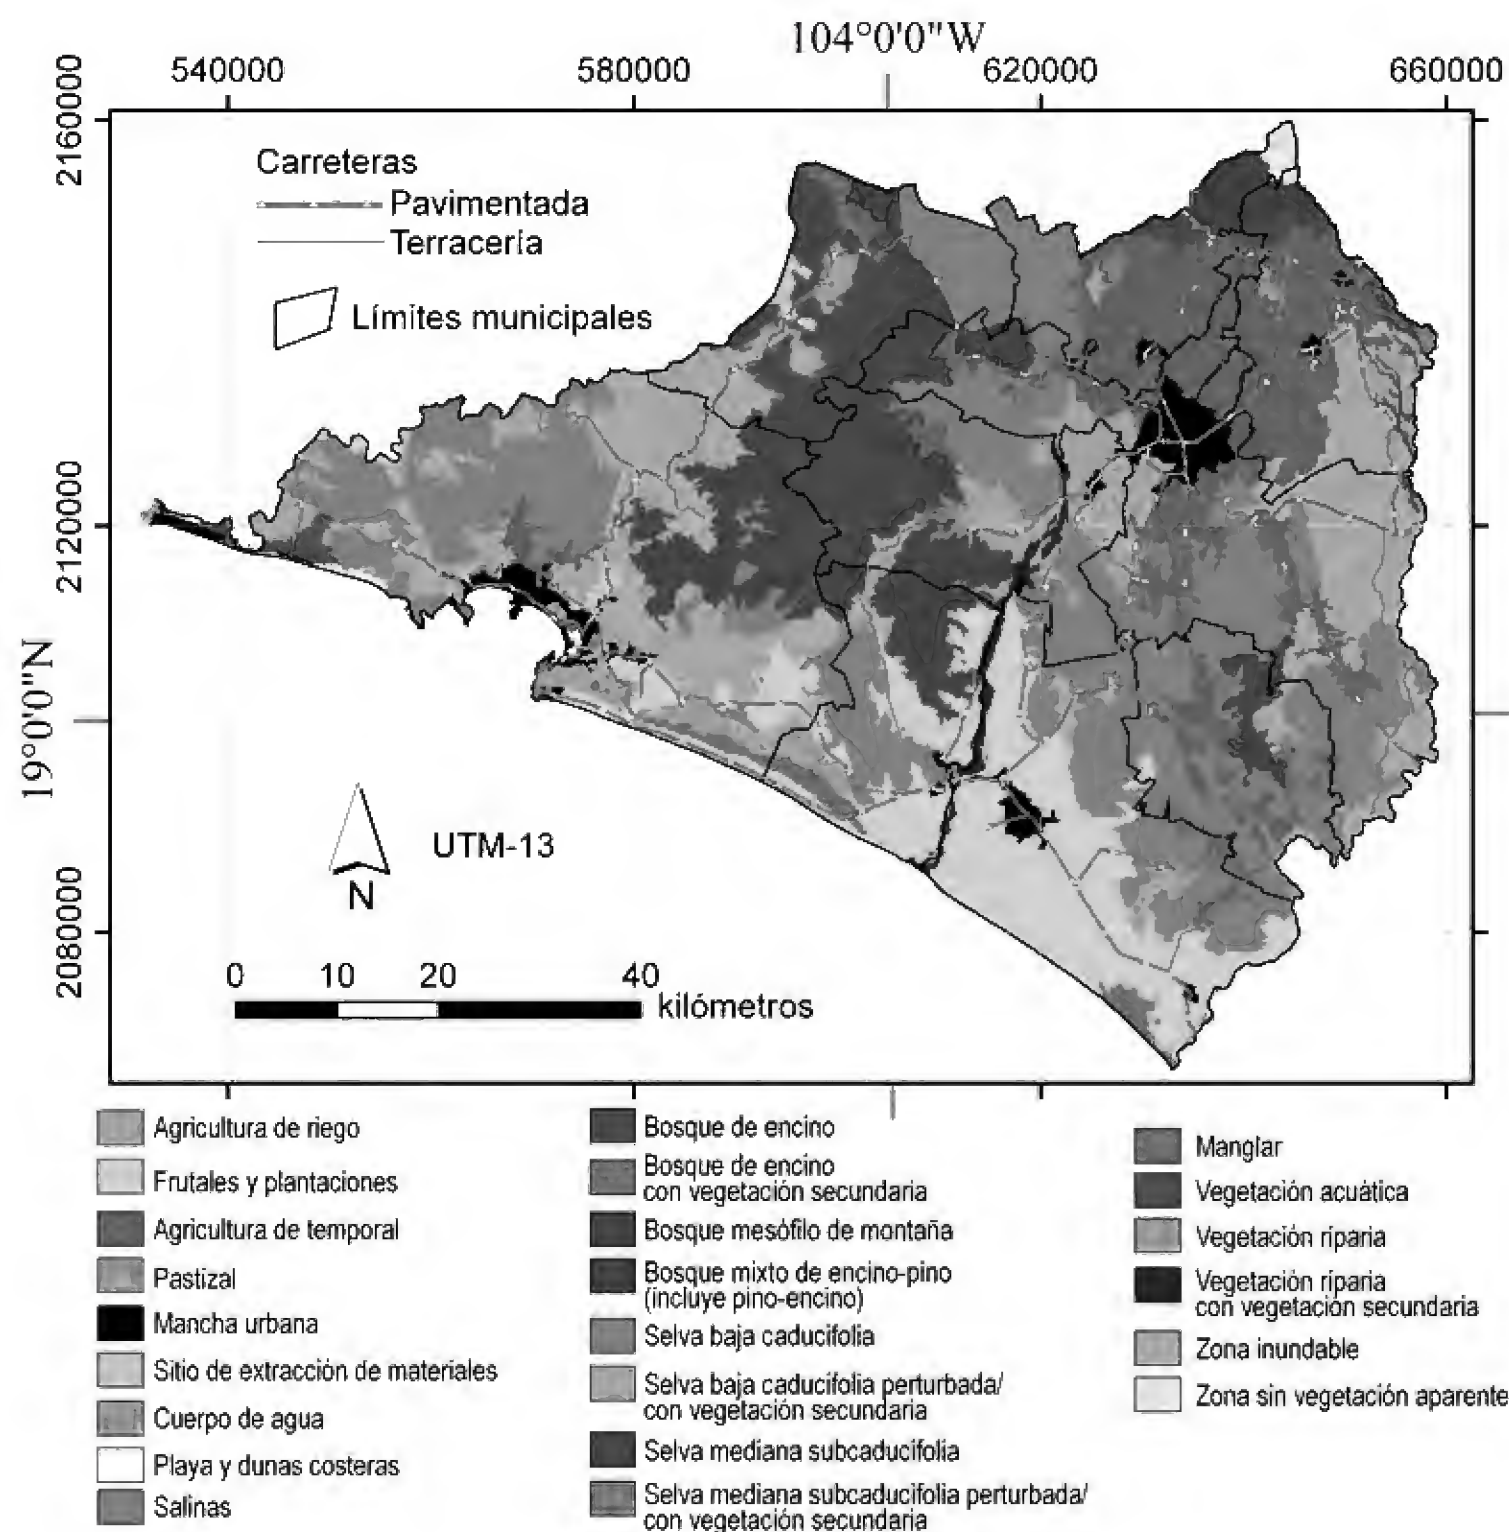 104°0'0"W
540000 580000 620000 660000
2160000
2120000
2080000
19°0'0"N
Carreteras
Pavimentada
Terracería
Límites municipales
UTM-13
N
0 10 20 40
kilómetros
Agricultura de riego
Frutales y plantaciones
Agricultura de temporal
Pastizal
Mancha urbana
Sitio de extracción de materiales
Cuerpo de agua
Playa y dunas costeras
Salinas
Bosque de encino
Bosque de encino
con vegetación secundaria
Bosque mesófilo de montaña
Bosque mixto de encino-pino
(incluye pino-encino)
Selva baja caducifolia
Selva baja caducifolia perturbada/
con vegetación secundaria
Selva mediana subcaducifolia
Selva mediana subcaducifolia perturbada/
con vegetación secundaria
Manglar
Vegetación acuática
Vegetación riparia
Vegetación riparia
con vegetación secundaria
Zona inundable
Zona sin vegetación aparente